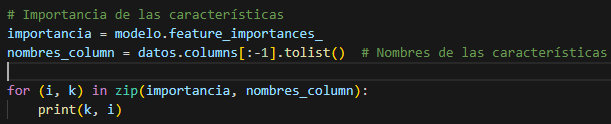 # Importancia de las características
importancia = modelo.feature_importances_
nombres_column = datos.columns[:-1].tolist()  # Nombres de las características
for (i, k) in zip(importancia, nombres_column):
    print(k, i)